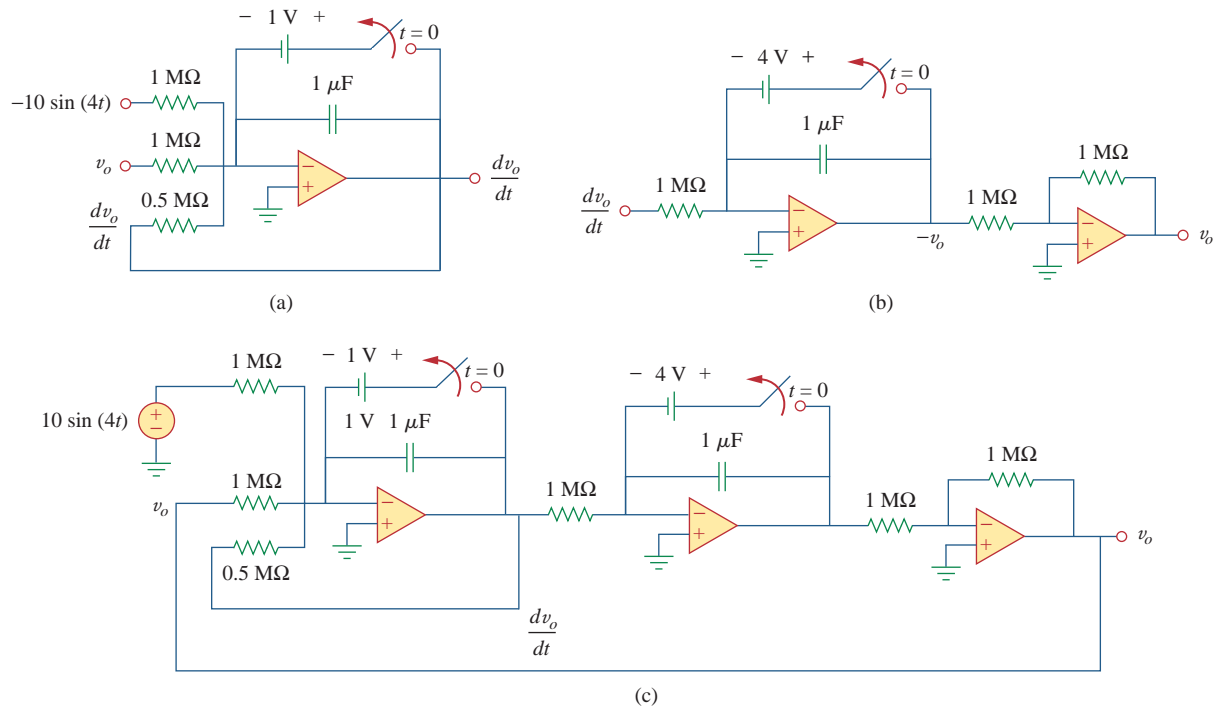 − 1 V +
t = 0
1 MΩ
1 μF
−10 sin (4t)
1 MΩ
v_o
0.5 MΩ
dv_o
dt
−
+
dv_o
dt
(a)
− 4 V +
t = 0
1 μF
1 MΩ
1 MΩ
1 MΩ
dv_o
dt
−
+
−v_o
−
+
v_o
(b)
1 MΩ
− 1 V +
t = 0
− 4 V +
t = 0
10 sin (4t)
+
−
1 V 1 μF
1 μF
1 MΩ
1 MΩ
1 MΩ
1 MΩ
v_o
−
+
−
+
−
+
v_o
0.5 MΩ
dv_o
dt
(c)